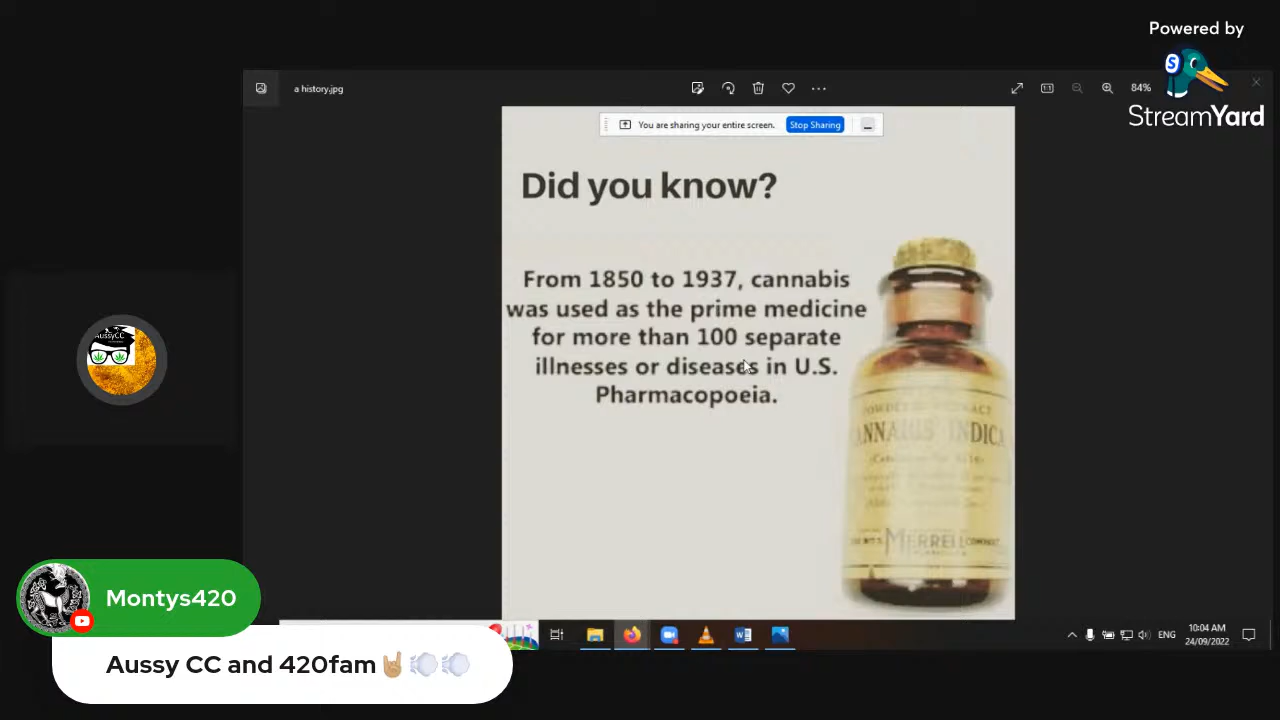 Powered by
StreamYard
a history.jpg
84%
You are sharing your entire screen.
Stop Sharing
Did you know?
From 1850 to 1937, cannabis
was used as the prime medicine
for more than 100 separate
illnesses or diseases in U.S.
Pharmacopoeia.
CANNABIS INDICA
MERRELL
AussyCC
Montys420
Aussy CC and 420fam🤘🏼💨💨
ENG
10:04 AM
24/09/2022